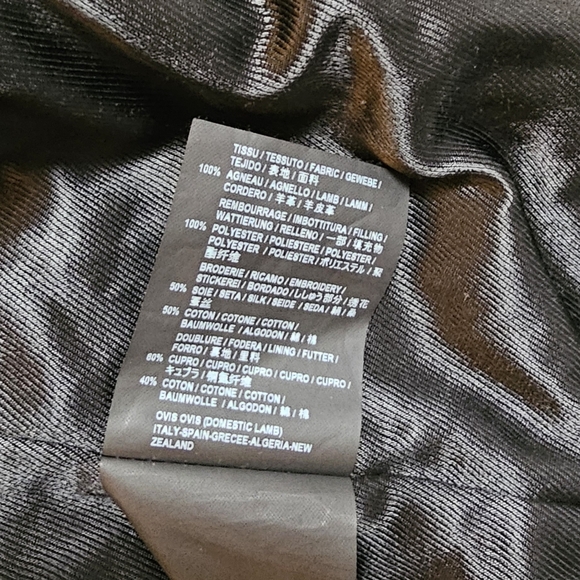 TISSU / TESSUTO / FABRIC / GEWEBE /
TEJIDO / 表地 / 面料
100% AGNEAU / AGNELLO / LAMB / LAMM /
CORDERO / 羊革 / 羊皮革
REMBOURRAGE / IMBOTTITURA / FILLING /
WATTIERUNG / RELLENO / 一部 / 填充物
100% POLYESTER / POLIESTERE / POLYESTER /
POLYESTER / POLIESTER / ポリエステル / 聚
酯纤维
BRODERIE / RICAMO / EMBROIDERY /
STICKEREI / BORDADO / ししゅう部分 / 绣花
50% SOIE / SETA / SILK / SEIDE / SEDA / 絹 / 桑
蚕丝
50% COTON / COTONE / COTTON /
BAUMWOLLE / ALGODON / 綿 / 棉
DOUBLURE / FODERA / LINING / FUTTER /
FORRO / 裏地 / 里料
60% CUPRO / CUPRO / CUPRO / CUPRO / CUPRO /
キュプラ / 铜氨纤维
40% COTON / COTONE / COTTON /
BAUMWOLLE / ALGODON / 綿 / 棉
OVIS OVIS (DOMESTIC LAMB)
ITALY-SPAIN-GRECEE-ALGERIA-NEW
ZEALAND